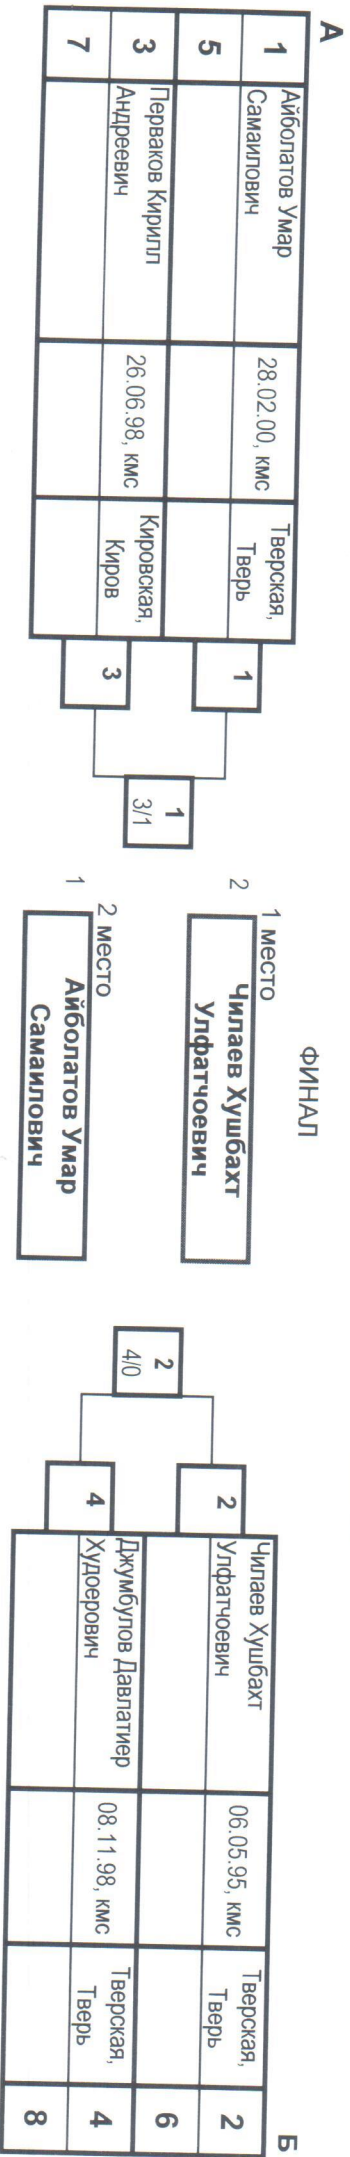 А
1
Айболатов Умар
Самаилович
28.02.00, кмс
Тверская,
Тверь
5
3
Перваков Кирилл
Андреевич
26.06.98, кмс
Кировская,
Киров
7
1
3
1
3/1
ФИНАЛ
1 место
2
Чилаев Хушбахт
Улфатчоевич
2 место
1
Айболатов Умар
Самаилович
2
4/0
2
4
Б
Чилаев Хушбахт
Улфатчоевич
06.05.95, кмс
Тверская,
Тверь
2
6
Джумбулов Давлатиер
Худоерович
08.11.98, кмс
Тверская,
Тверь
4
8